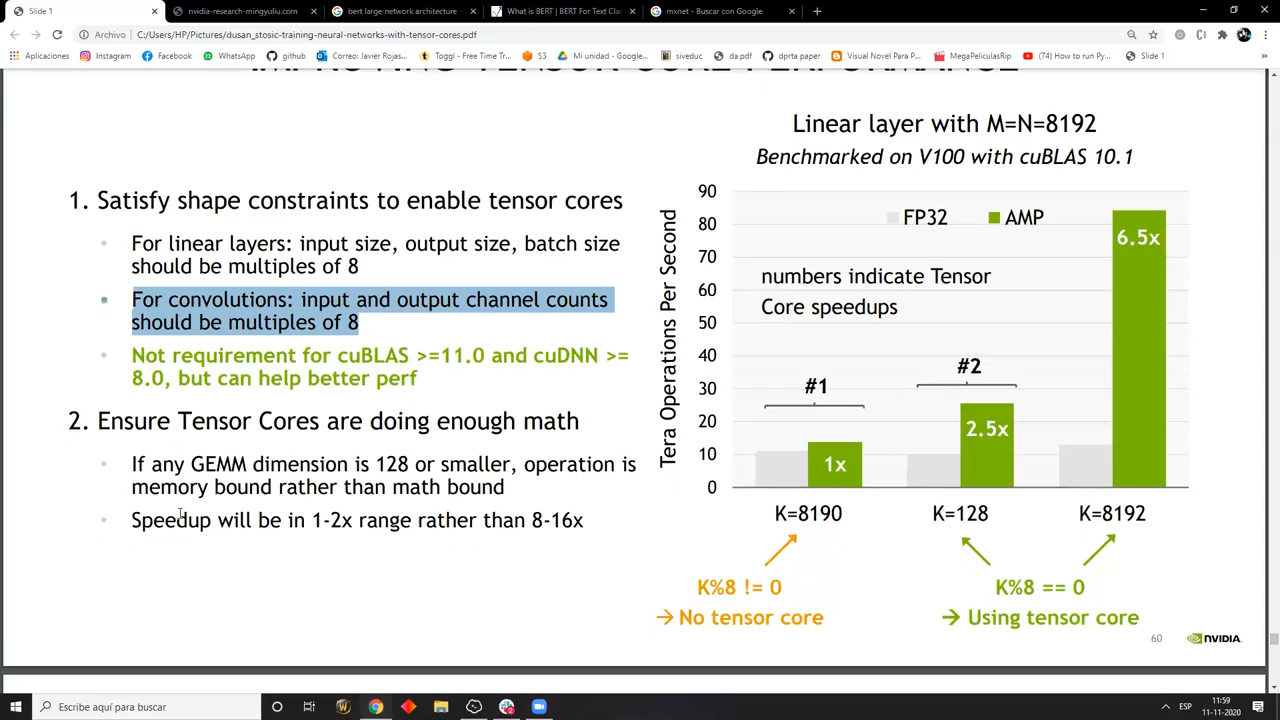 Slide 1
nvidia-research-mingyuliu.com
bert large network architecture -
What is BERT | BERT For Text Clas
mxnet - Buscar con Google
Archivo | C:/Users/HP/Pictures/dusan_stosic-training-neural-networks-with-tensor-cores.pdf
Aplicaciones
Instagram
Facebook
WhatsApp
github
Correo: Javier Rojas...
Toggl - Free Time Tr...
S3
Mi unidad - Google...
siveduc
da.pdf
dprta paper
Visual Novel Para P...
MegaPeliculasRip
(74) How to run Py...
Slide 1
IMPROVING TENSOR CORE PERFORMANCE
1. Satisfy shape constraints to enable tensor cores
For linear layers: input size, output size, batch size
should be multiples of 8
For convolutions: input and output channel counts
should be multiples of 8
Not requirement for cuBLAS >=11.0 and cuDNN >=
8.0, but can help better perf
2. Ensure Tensor Cores are doing enough math
If any GEMM dimension is 128 or smaller, operation is
memory bound rather than math bound
Speedup will be in 1-2x range rather than 8-16x
Linear layer with M=N=8192
Benchmarked on V100 with cuBLAS 10.1
Tera Operations Per Second
90
80
70
60
50
40
30
20
10
0
FP32
AMP
numbers indicate Tensor
Core speedups
#1
#2
1x
2.5x
6.5x
K=8190
K=128
K=8192
K%8 != 0
→ No tensor core
K%8 == 0
→ Using tensor core
60
NVIDIA.
Escribe aquí para buscar
ESP
11:59
11-11-2020